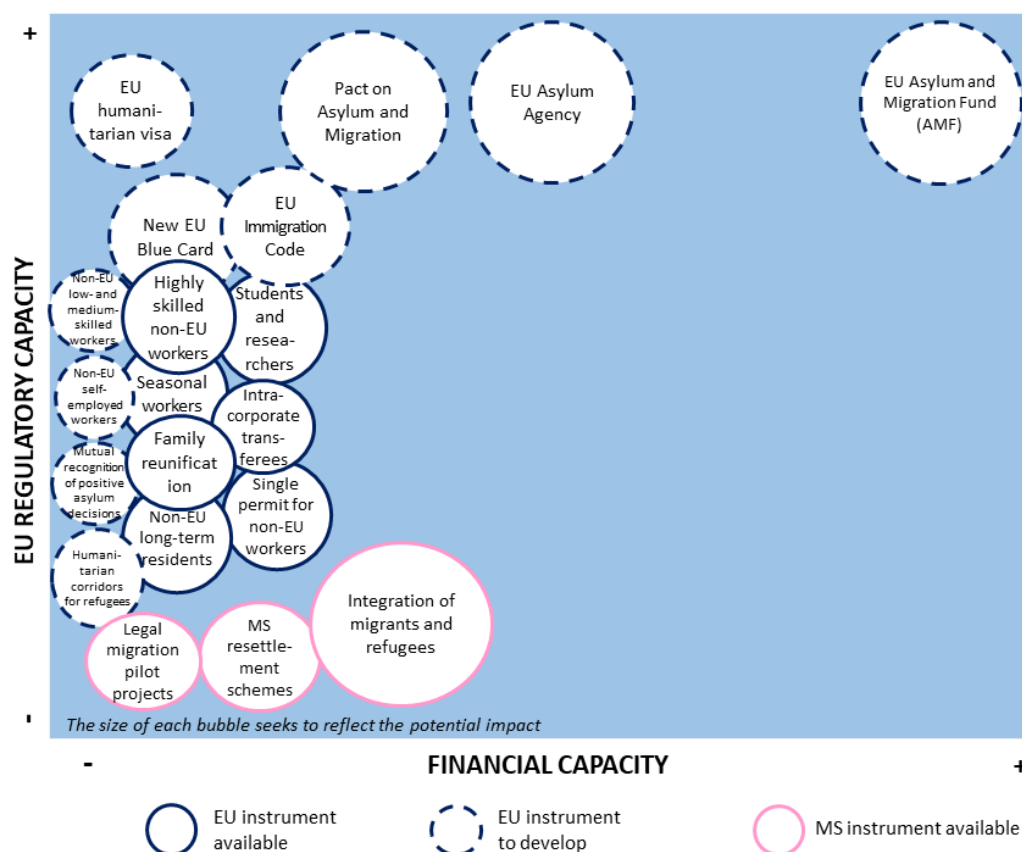 +
EU
humani-
tarian visa
Pact on
Asylum and
Migration
EU Asylum
Agency
EU Asylum and
Migration Fund
(AMF)
New EU
Blue Card
EU
Immigration
Code
Non-EU
low- and
medium-
skilled
workers
Highly
skilled
non-EU
workers
Students
and
resea-
rchers
Non-EU
self-
employed
workers
Seasonal
workers
Intra-
corporate
trans-
ferees
Mutual
recognition
of positive
asylum
decisions
Family
reunificat
ion
Single
permit for
non-EU
workers
Non-EU
long-term
residents
Humani-
tarian
corridors
for refugees
Legal
migration
pilot
projects
MS
resettle-
ment
schemes
Integration of
migrants and
refugees
EU REGULATORY CAPACITY
-
The size of each bubble seeks to reflect the potential impact
-
FINANCIAL CAPACITY
+
EU instrument
available
EU instrument
to develop
MS instrument available